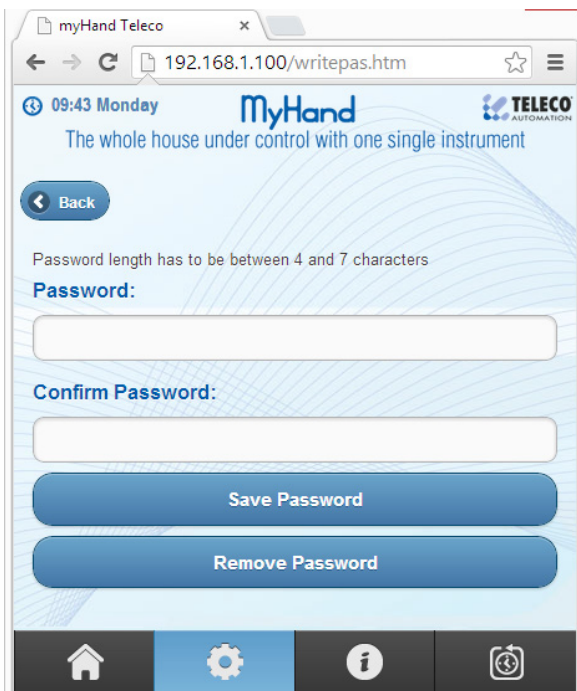 myHand Teleco
192.168.1.100/writepas.htm
09:43 Monday
MyHand
TELECO
AUTOMATION
The whole house under control with one single instrument
Back
Password length has to be between 4 and 7 characters
Password:
Confirm Password:
Save Password
Remove Password